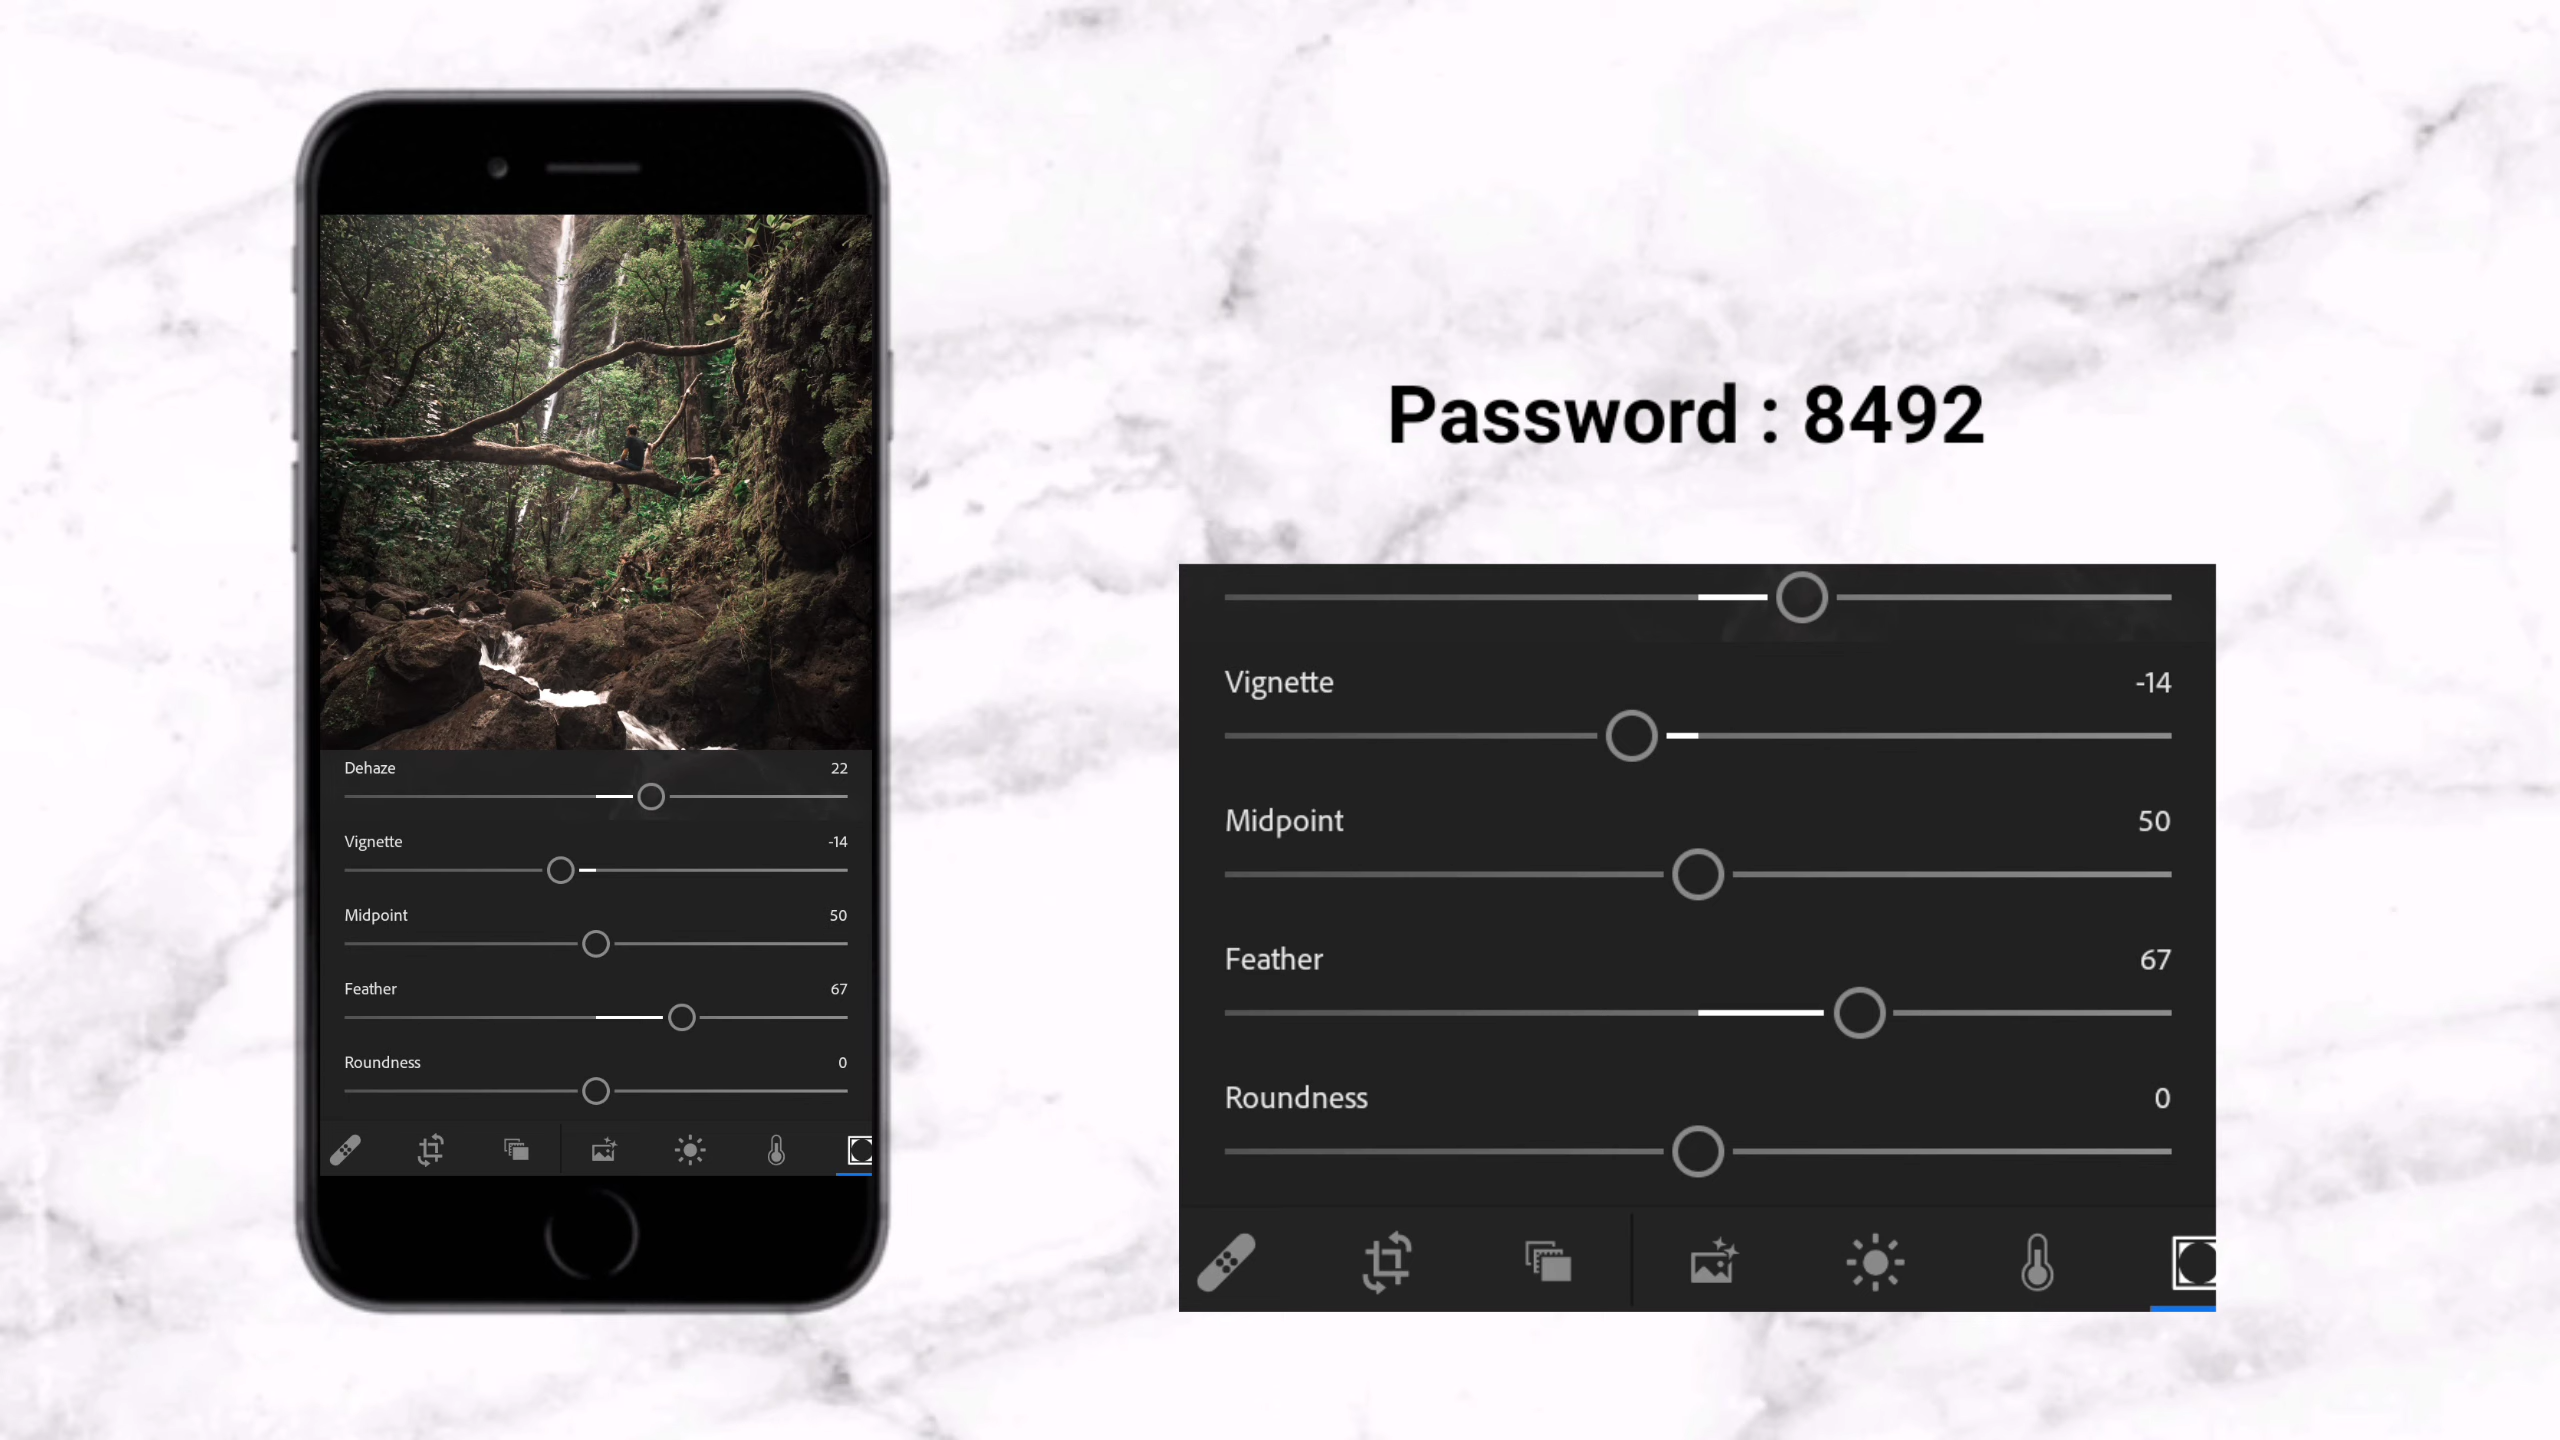 Dehaze 22
Vignette -14
Midpoint 50
Feather 67
Roundness 0
Password : 8492
Vignette -14
Midpoint 50
Feather 67
Roundness 0